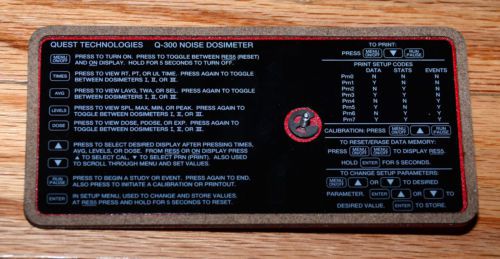 QUEST TECHNOLOGIES Q-300 NOISE DOSIMETER
MENU ON/OFF PRESS TO TURN ON. PRESS TO TOGGLE BETWEEN RES5 (RESET)
AND ON DISPLAY. HOLD FOR 5 SECONDS TO TURN OFF.
TIMES PRESS TO VIEW RT, PT, OR UL TIME. PRESS AGAIN TO TOGGLE
BETWEEN DOSIMETERS I, II, OR III.
AVG PRESS TO VIEW LAVG, TWA, OR SEL. PRESS AGAIN TO TOGGLE
BETWEEN DOSIMETERS I, II, OR III.
LEVELS PRESS TO VIEW SPL, MAX, MIN, OR PEAK. PRESS AGAIN TO
TOGGLE BETWEEN DOSIMETERS I, II, OR III.
DOSE PRESS TO VIEW DOSE, PDOSE, OR EXP. PRESS AGAIN TO
TOGGLE BETWEEN DOSIMETERS I, II, OR III.
▲ PRESS TO SELECT DESIRED DISPLAY AFTER PRESSING TIMES,
AVG, LEVELS, OR DOSE. FROM RES5 OR ON DISPLAY PRESS
▼ ▲ TO SELECT CAL, ▼ TO SELECT PRN (PRINT). ALSO USED
TO SCROLL THROUGH MENU AND SET VALUES.
RUN PAUSE PRESS TO BEGIN A STUDY OR EVENT. PRESS AGAIN TO END.
ALSO PRESS TO INITIATE A CALIBRATION OR PRINTOUT.
ENTER IN SETUP MENU, USED TO CHANGE AND STORE VALUES.
AT RES5 PRESS AND HOLD FOR 5 SECONDS TO RESET.
TO PRINT:
PRESS MENU ON/OFF ▼ RUN PAUSE
PRINT SETUP CODES
DATA STATS EVENTS
Prn0 N N N
Prn1 Y N N
Prn2 N Y N
Prn3 Y Y N
Prn4 N N Y
Prn5 Y N Y
Prn6 N Y Y
Prn7 Y Y Y
CALIBRATION: PRESS MENU ON/OFF ▲ RUN PAUSE
TO RESET/ERASE DATA MEMORY:
PRESS MENU ON/OFF MENU ON/OFF TO DISPLAY RES5.
HOLD ENTER FOR 5 SECONDS.
TO CHANGE SETUP PARAMETERS:
MENU ON/OFF ▲ OR ▼ TO DESIRED
PARAMETER. ENTER ▲ OR ▼ TO
DESIRED VALUE. ENTER TO STORE.